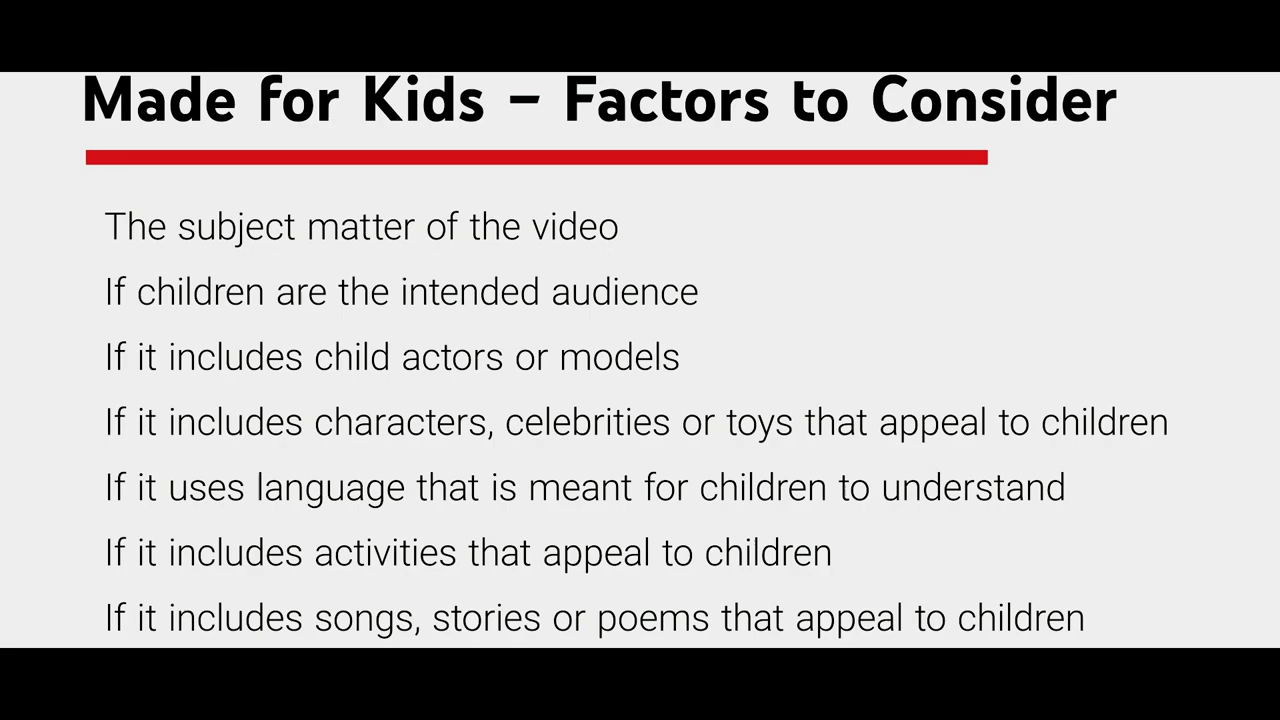 Made for Kids – Factors to Consider
The subject matter of the video
If children are the intended audience
If it includes child actors or models
If it includes characters, celebrities or toys that appeal to children
If it uses language that is meant for children to understand
If it includes activities that appeal to children
If it includes songs, stories or poems that appeal to children